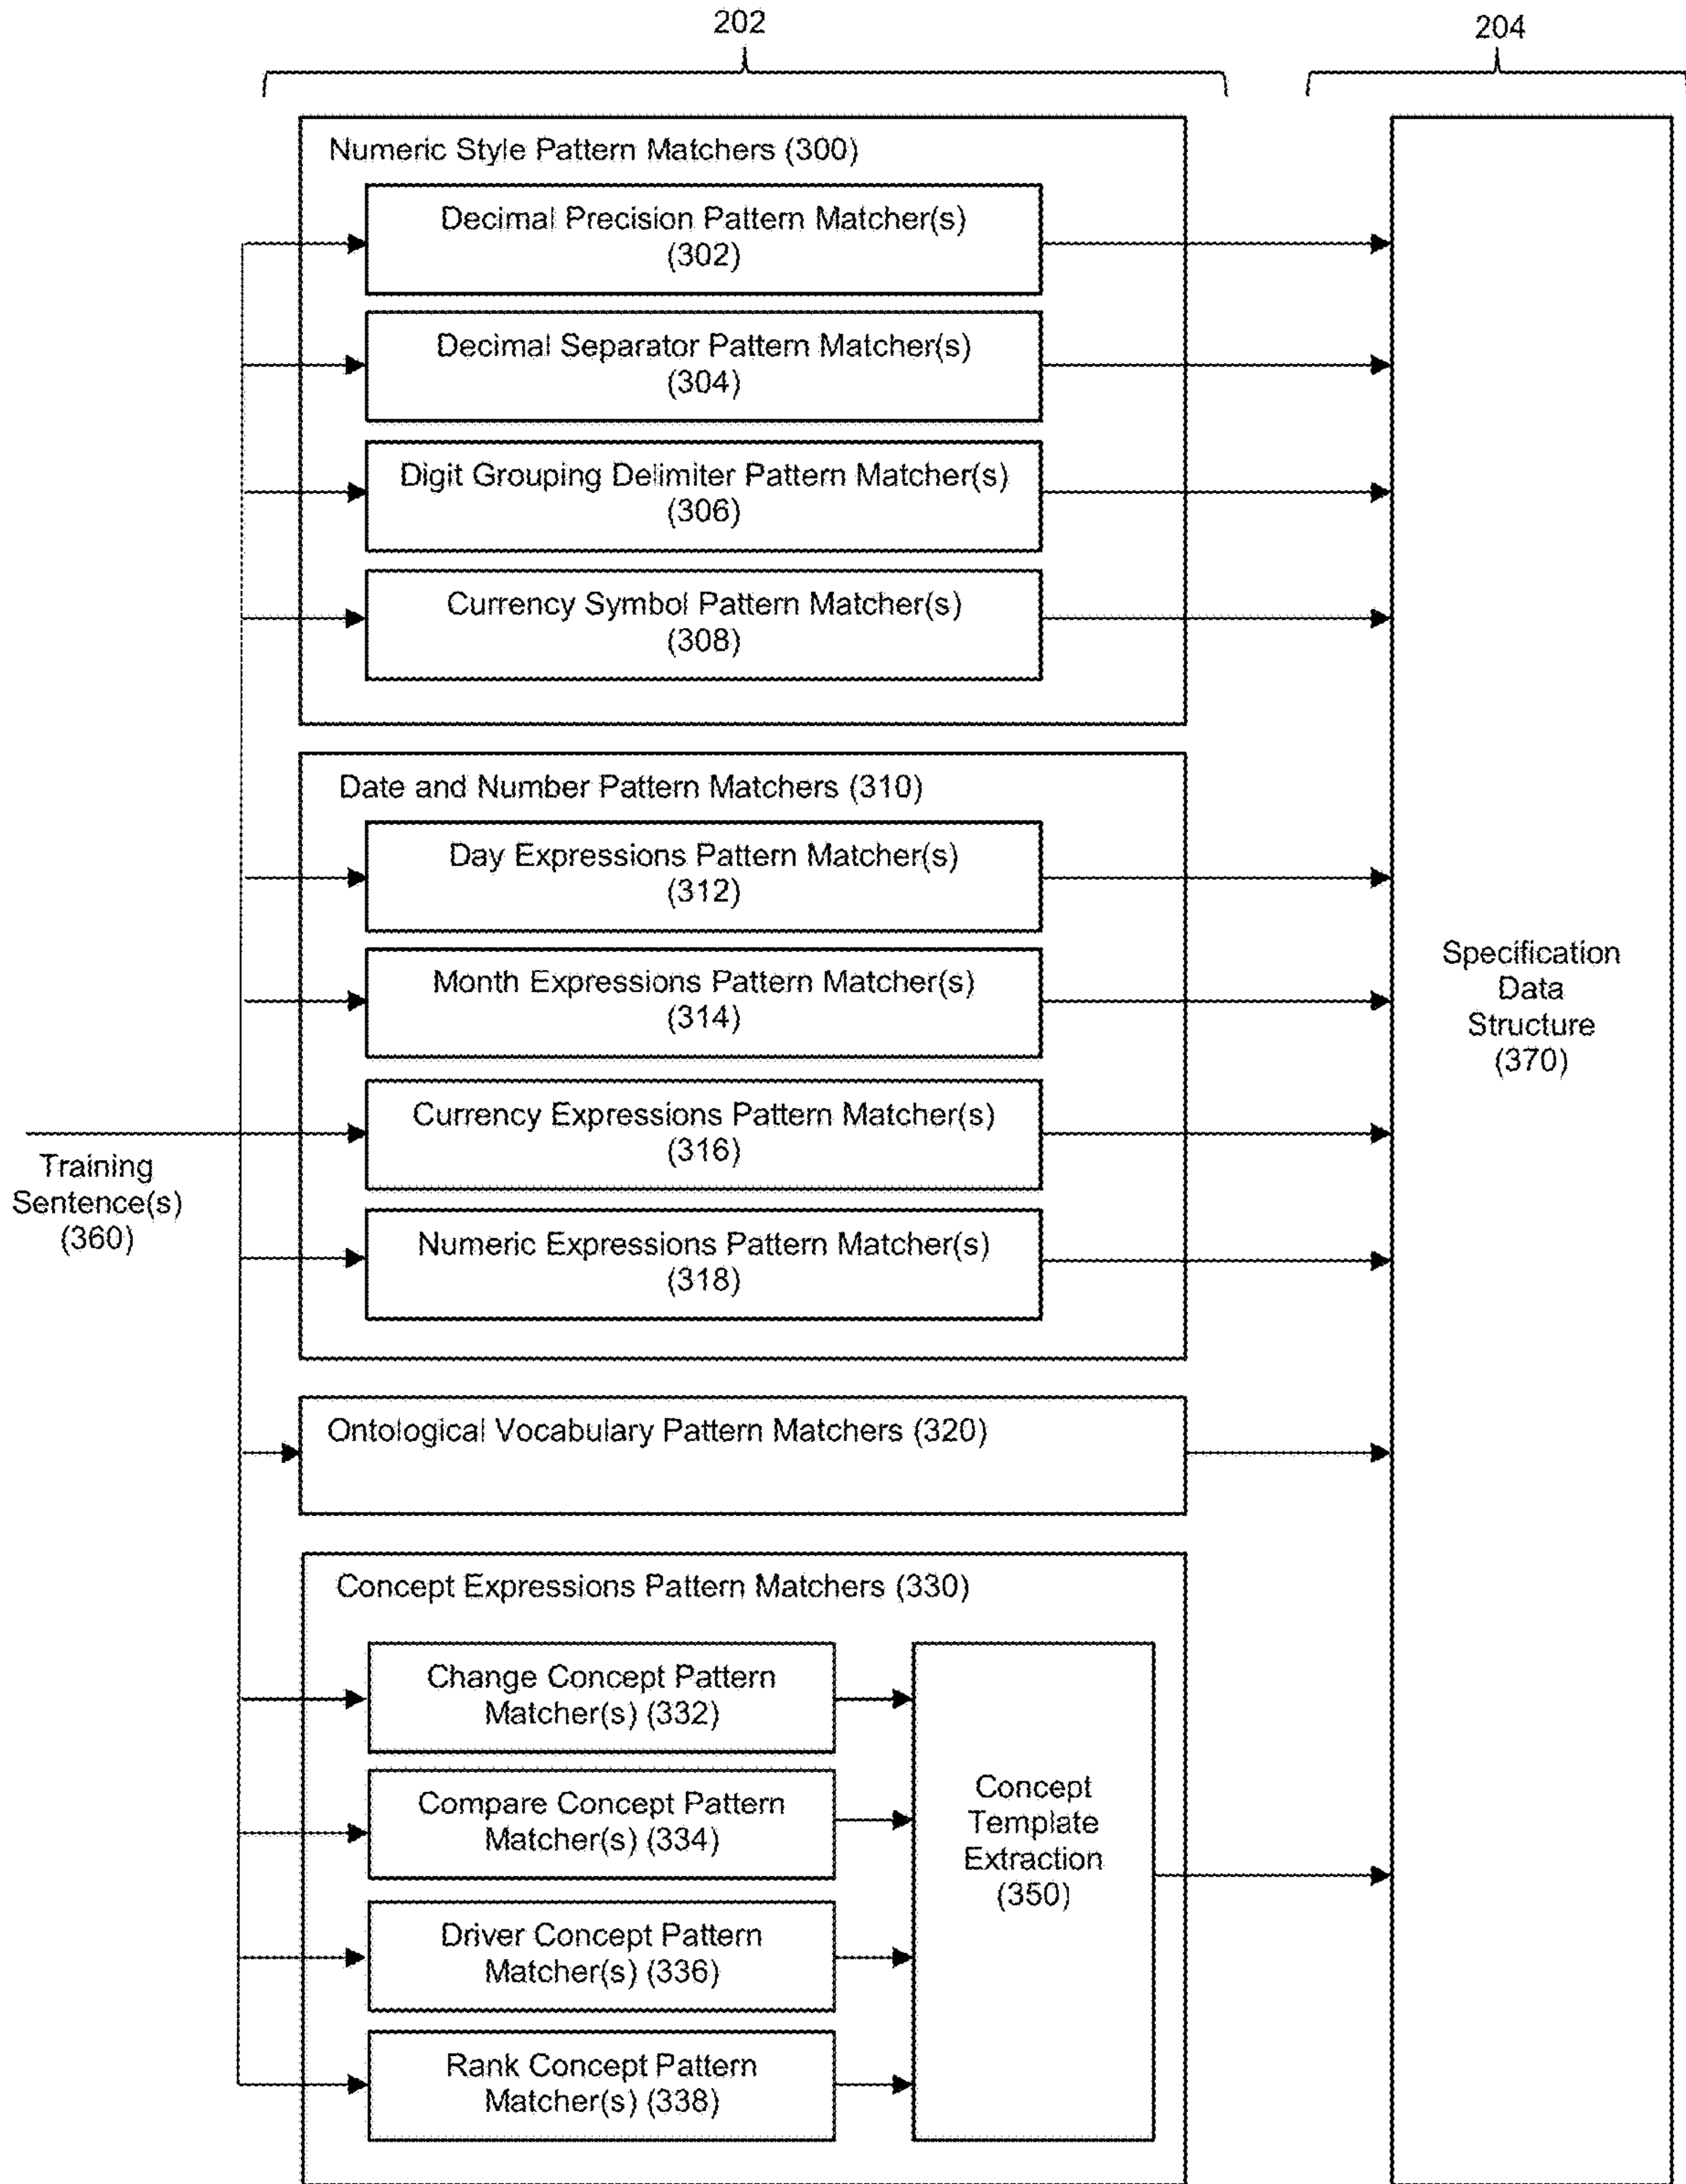 202
204
Numeric Style Pattern Matchers (300)
Decimal Precision Pattern Matcher(s)
(302)
Decimal Separator Pattern Matcher(s)
(304)
Digit Grouping Delimiter Pattern Matcher(s)
(306)
Currency Symbol Pattern Matcher(s)
(308)
Date and Number Pattern Matchers (310)
Day Expressions Pattern Matcher(s)
(312)
Month Expressions Pattern Matcher(s)
(314)
Currency Expressions Pattern Matcher(s)
(316)
Numeric Expressions Pattern Matcher(s)
(318)
Training
Sentence(s)
(360)
Ontological Vocabulary Pattern Matchers (320)
Concept Expressions Pattern Matchers (330)
Change Concept Pattern
Matcher(s) (332)
Compare Concept Pattern
Matcher(s) (334)
Driver Concept Pattern
Matcher(s) (336)
Rank Concept Pattern
Matcher(s) (338)
Concept
Template
Extraction
(350)
Specification
Data
Structure
(370)